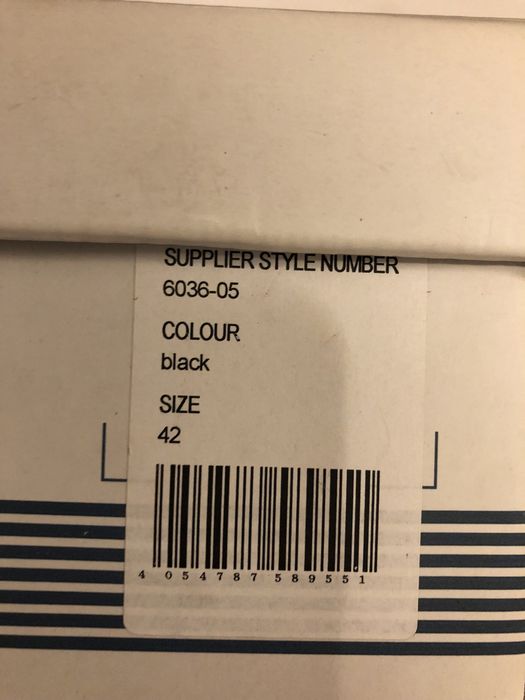 SUPPLIER STYLE NUMBER
6036-05
COLOUR
black
SIZE
42
4 054787 589551